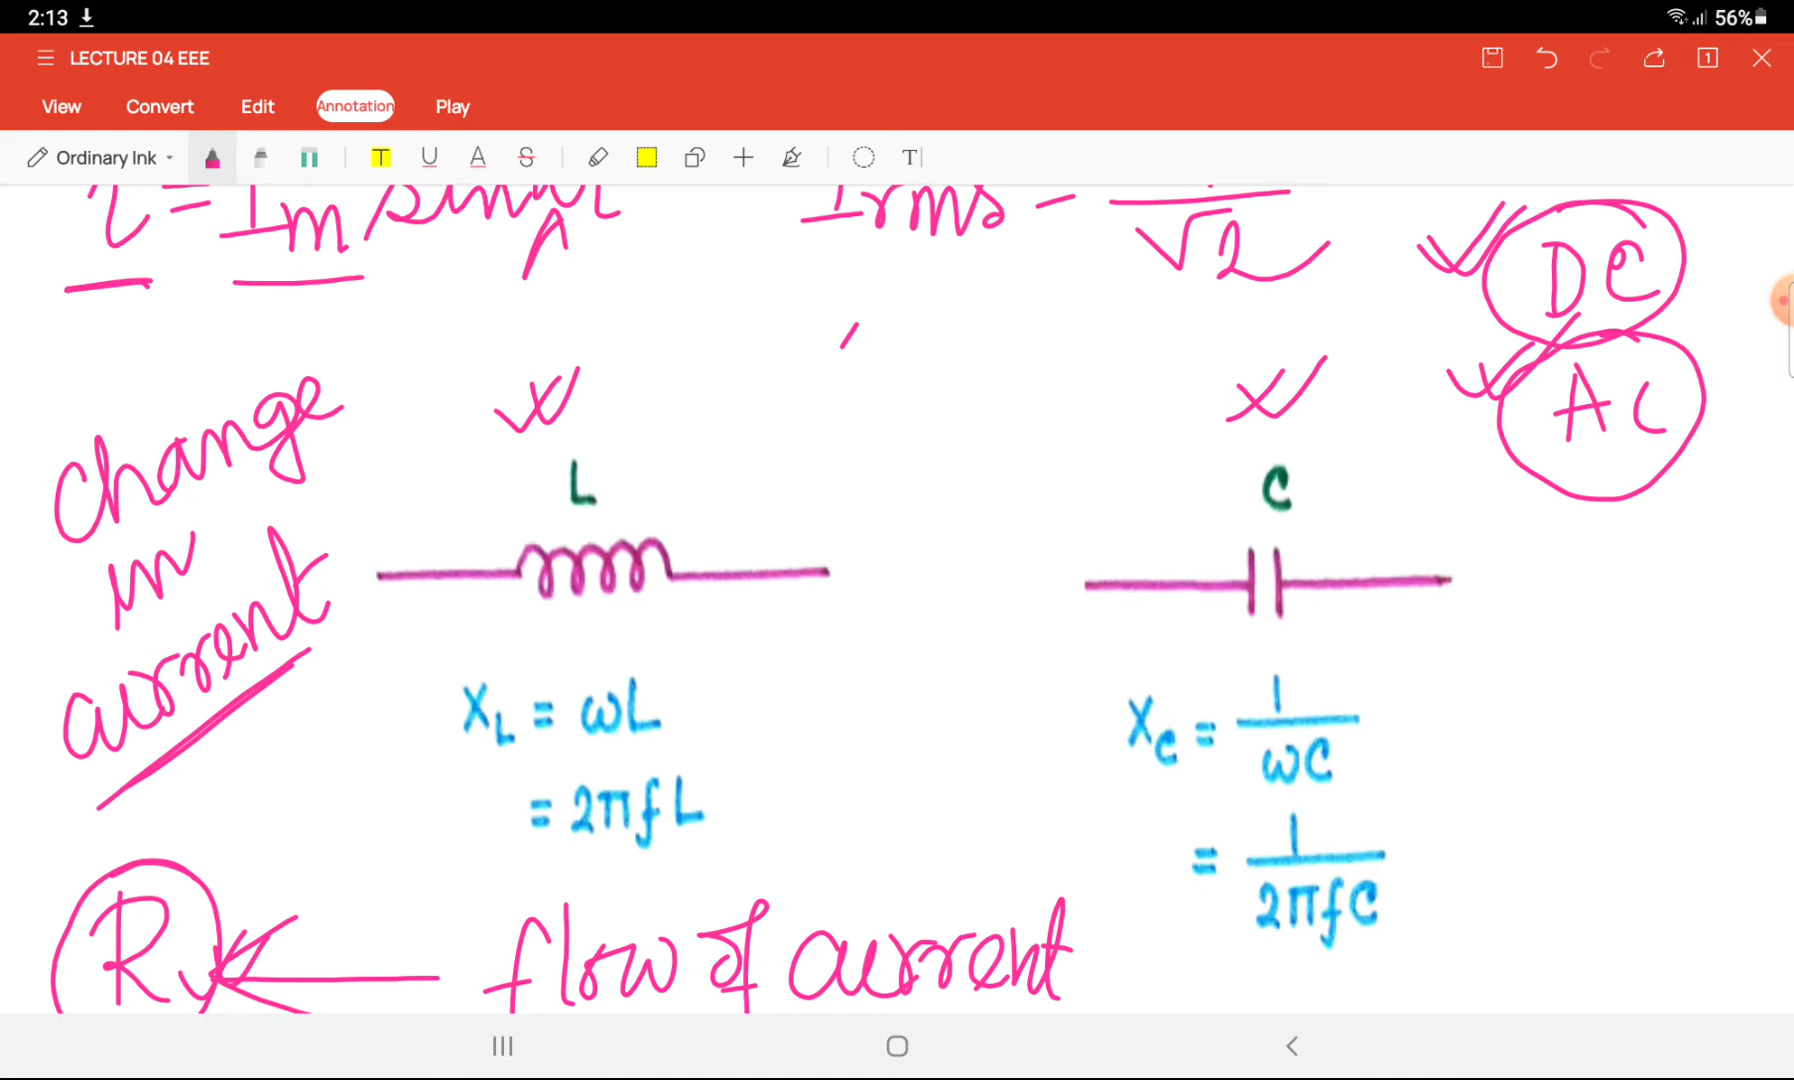 2:13 56%
LECTURE 04 EEE
View Convert Edit Annotation Play
Ordinary Ink T U A S T
i = Im sin
Irms - √2
DC
AC
change
in
current
L
C
XL = ωL
= 2πfL
XC = 1/ωC
= 1/2πfC
R
flow of current